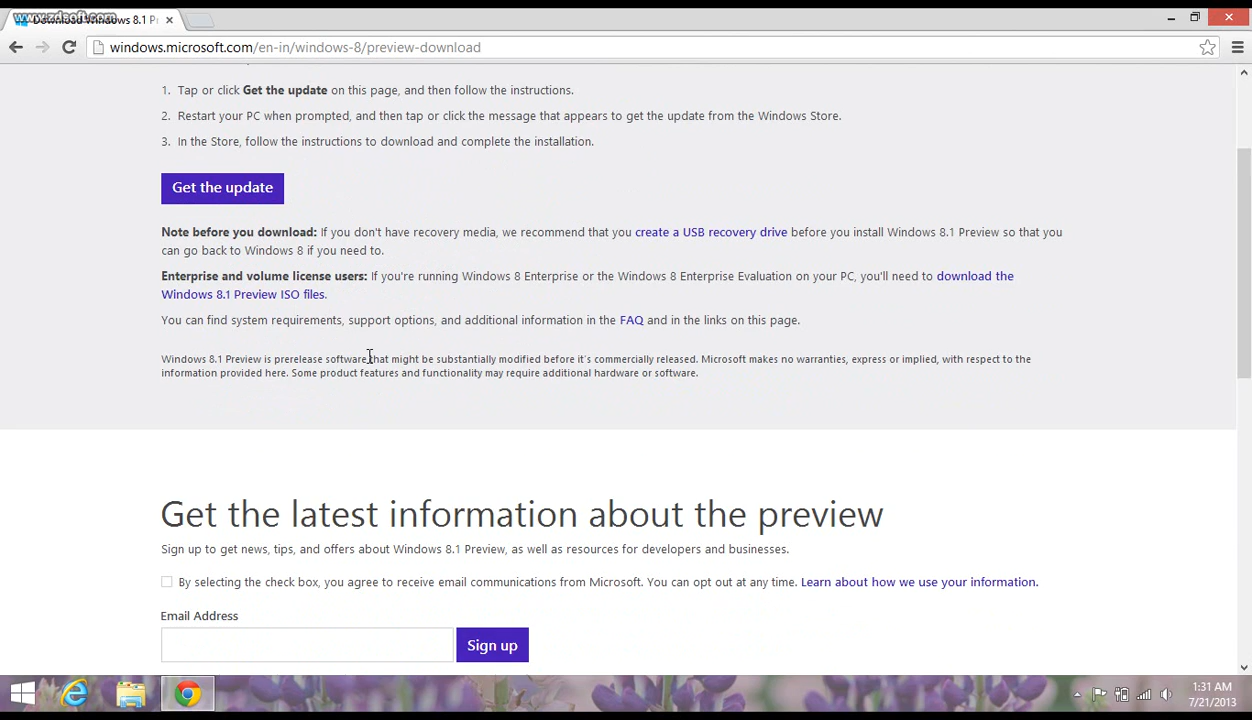 www.zdsoft.com
Download Windows 8.1 Pr
windows.microsoft.com/en-in/windows-8/preview-download
1. Tap or click Get the update on this page, and then follow the instructions.
2. Restart your PC when prompted, and then tap or click the message that appears to get the update from the Windows Store.
3. In the Store, follow the instructions to download and complete the installation.
Get the update
Note before you download: If you don't have recovery media, we recommend that you create a USB recovery drive before you install Windows 8.1 Preview so that you
can go back to Windows 8 if you need to.
Enterprise and volume license users: If you're running Windows 8 Enterprise or the Windows 8 Enterprise Evaluation on your PC, you'll need to download the
Windows 8.1 Preview ISO files.
You can find system requirements, support options, and additional information in the FAQ and in the links on this page.
Windows 8.1 Preview is prerelease software that might be substantially modified before it's commercially released. Microsoft makes no warranties, express or implied, with respect to the
information provided here. Some product features and functionality may require additional hardware or software.
Get the latest information about the preview
Sign up to get news, tips, and offers about Windows 8.1 Preview, as well as resources for developers and businesses.
By selecting the check box, you agree to receive email communications from Microsoft. You can opt out at any time. Learn about how we use your information.
Email Address
Sign up
1:31 AM
7/21/2013